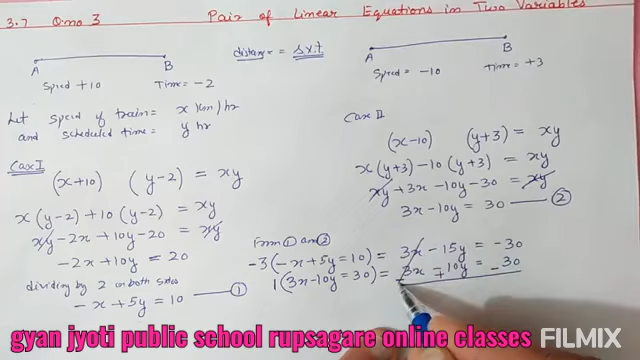 3.7 Q.no 3 Pair of Linear Equations in Two Variables
A B
Speed +10 Time = -2
distance = s x t
A B
Speed = -10 Time = +3
Let speed of train = x km/hr
and scheduled time = y hr
Case I
(x+10) (y-2) = xy
x(y-2)+10(y-2) = xy
xy-2x+10y-20 = xy
-2x+10y = 20
dividing by 2 on both sides
-x+5y = 10 —— ①
Case II
(x-10) (y+3) = xy
x(y+3)-10(y+3) = xy
xy+3x-10y-30 = xy
3x-10y = 30 —— ②
From ① and ②
-3(-x+5y=10) = 3x-15y = -30
1(3x-10y=30) = 3x-10y = 30
gyan jyoti public school rupsagare online classes
FILMIX